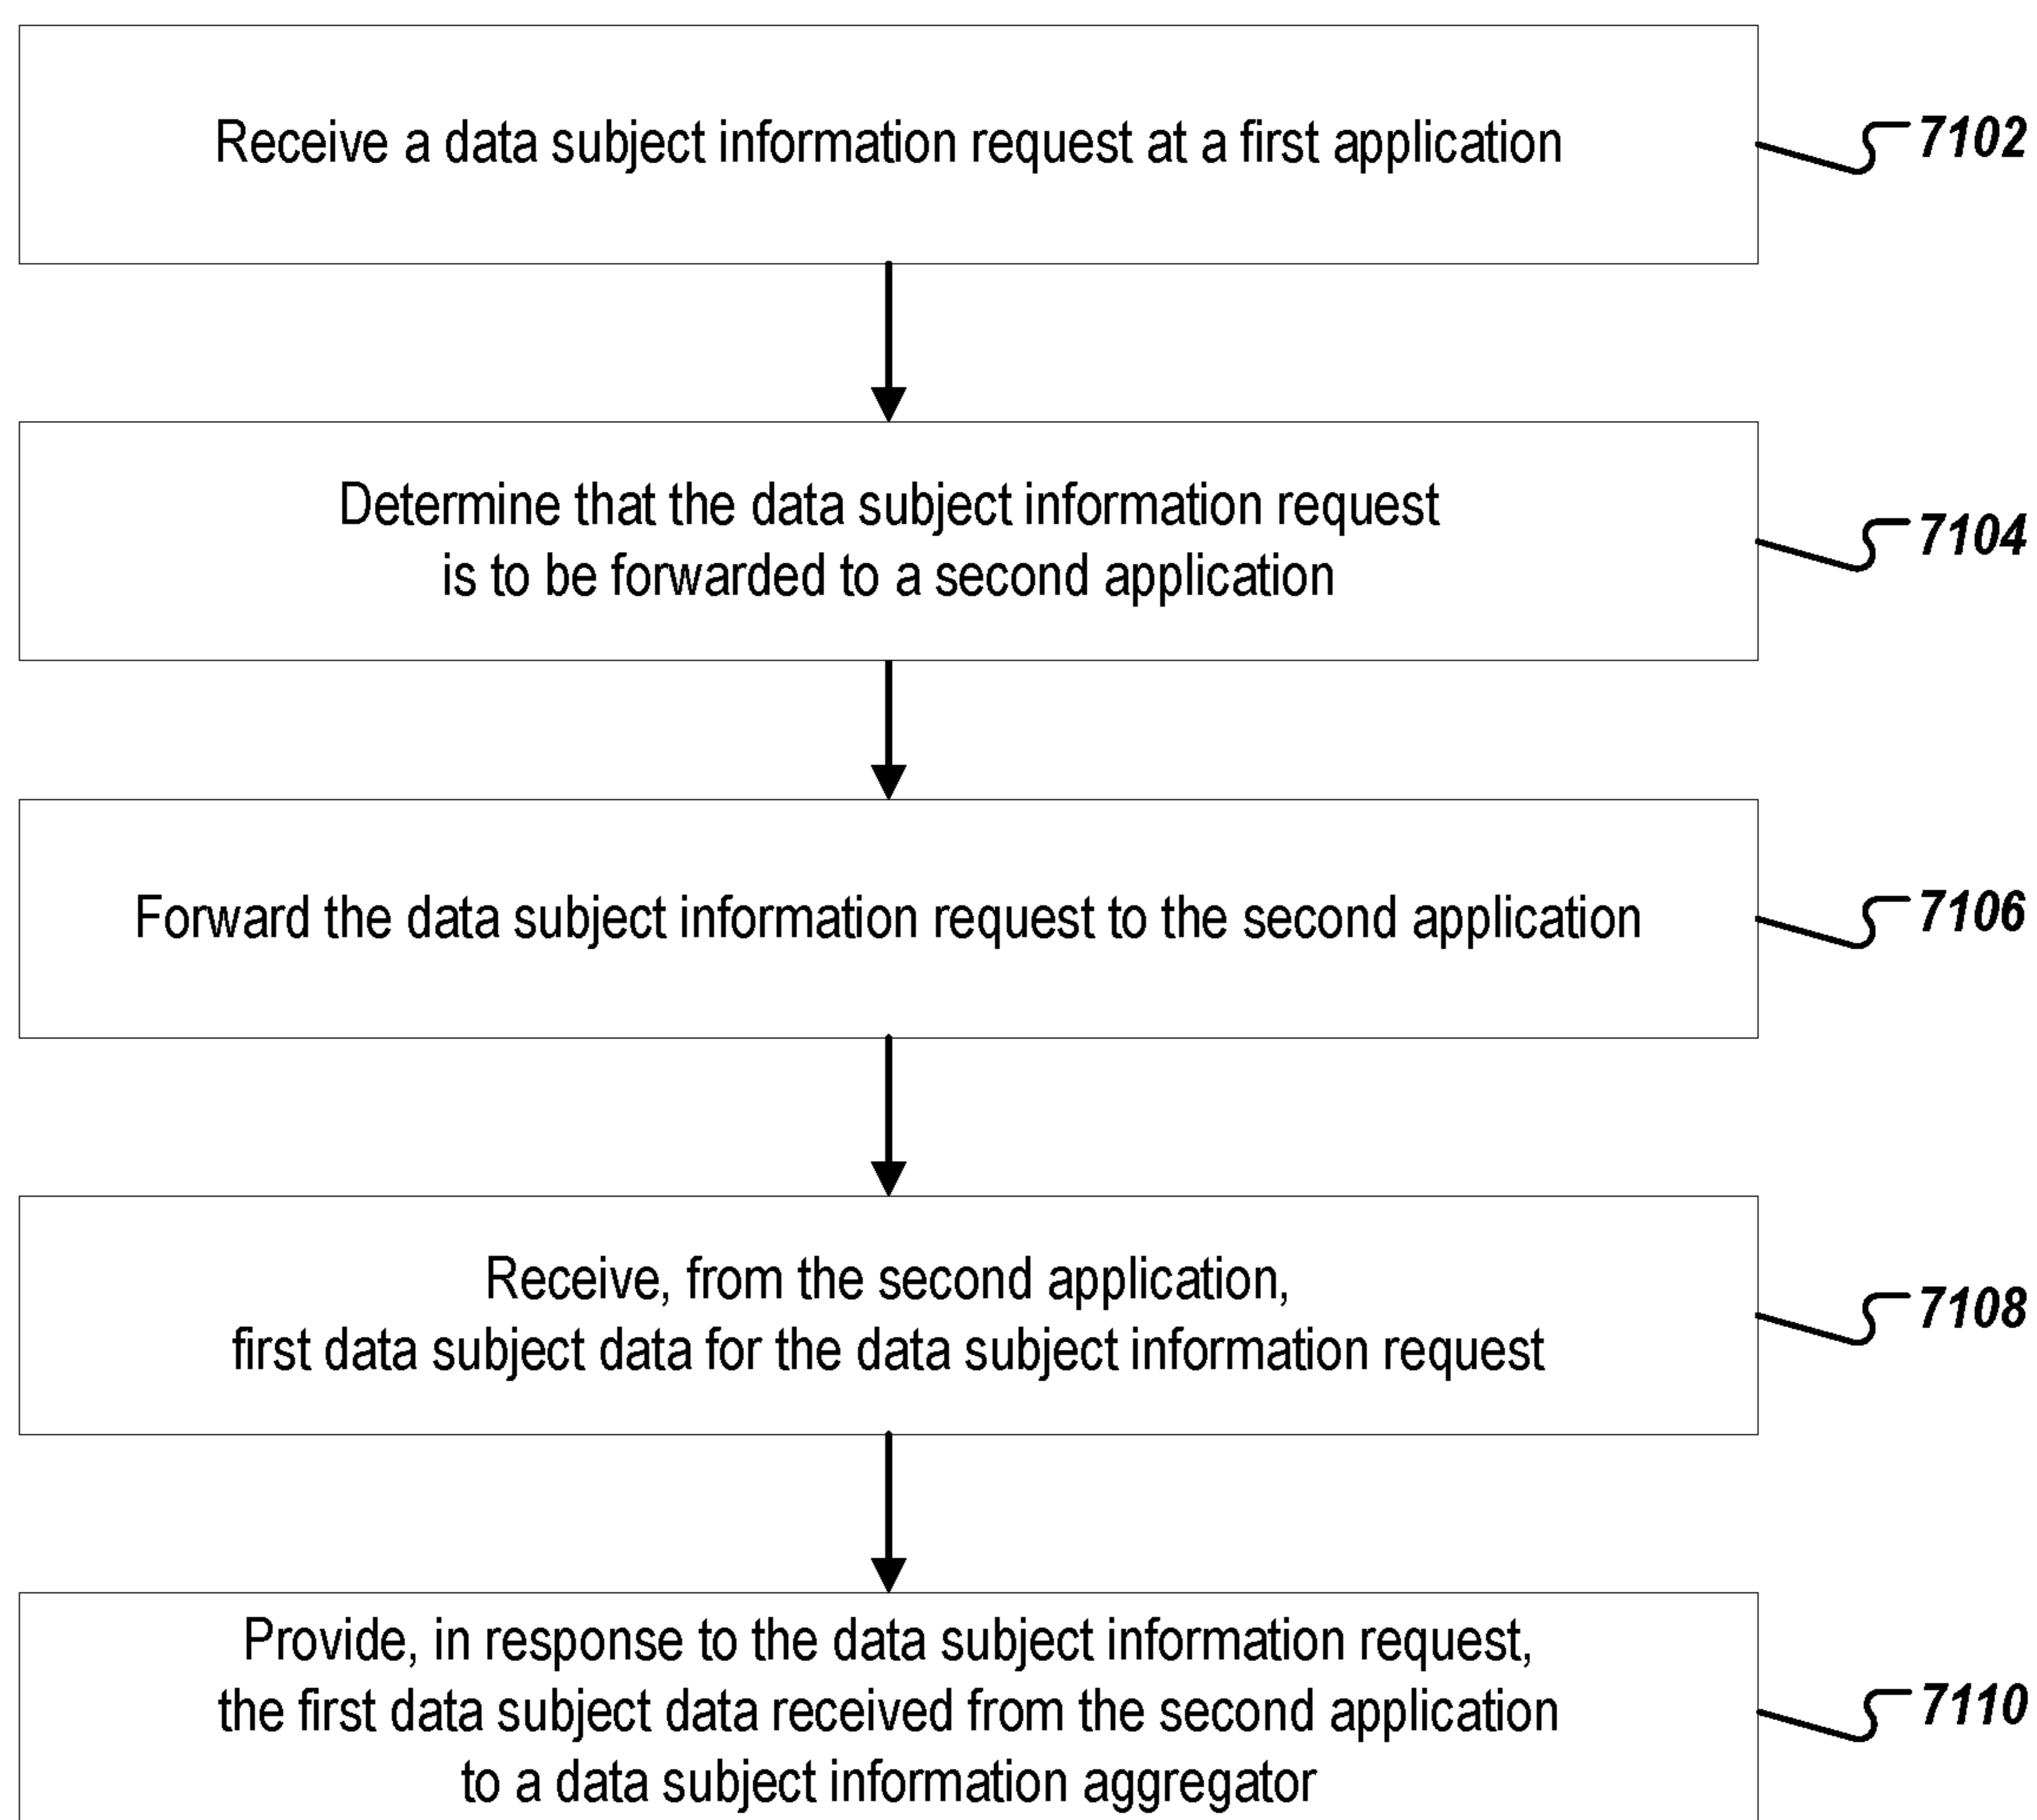 Receive a data subject information request at a first application
7102
Determine that the data subject information request
is to be forwarded to a second application
7104
Forward the data subject information request to the second application
7106
Receive, from the second application,
first data subject data for the data subject information request
7108
Provide, in response to the data subject information request,
the first data subject data received from the second application
to a data subject information aggregator
7110